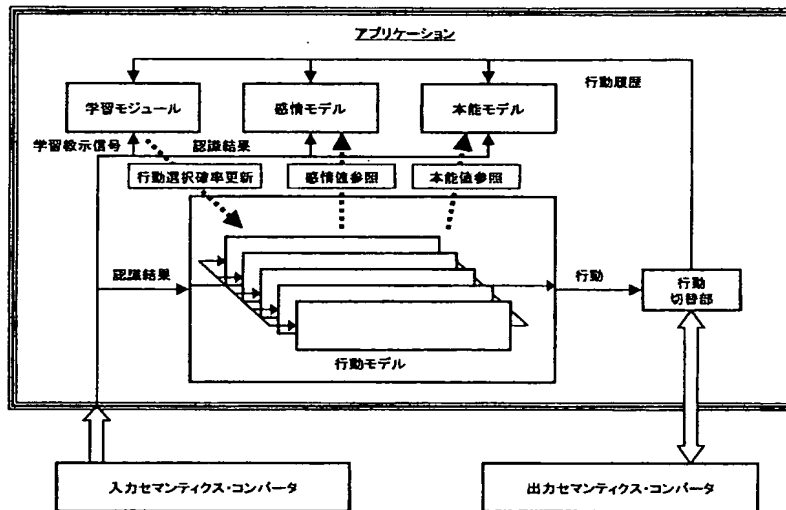 アプリケーション
行動履歴
学習モジュール
感情モデル
本能モデル
学習教示信号
認識結果
行動選択確率更新
感情値参照
本能値参照
認識結果
行動
行動
切替部
行動モデル
入力セマンティクス・コンバータ
出力セマンティクス・コンバータ